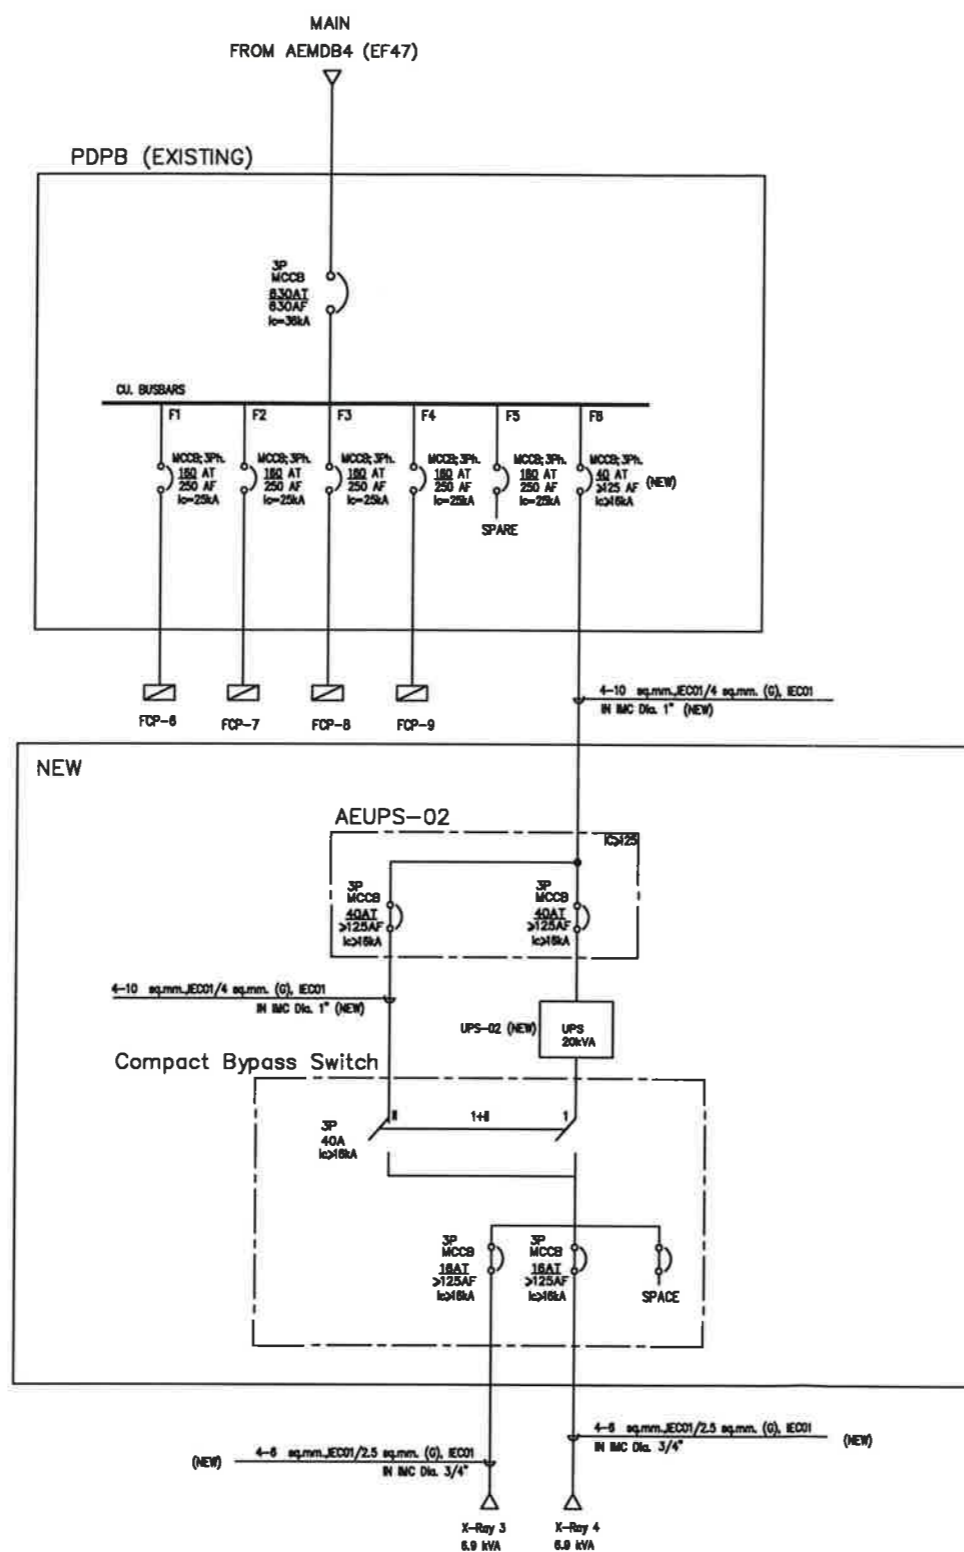 MAIN
FROM AEMDB4 (EF47)
PDPB (EXISTING)
3P
MCCB
630AT
630AF
Ic=36kA
CU. BUSBARS
F1
F2
F3
F4
F5
F6
MCCB;3Ph.
160 AT
250 AF
Ic=25kA
MCCB;3Ph.
160 AT
250 AF
Ic=25kA
MCCB;3Ph.
160 AT
250 AF
Ic=25kA
MCCB;3Ph.
160 AT
250 AF
Ic=25kA
MCCB;3Ph.
160 AT
250 AF
Ic=25kA
SPARE
MCCB;3Ph.
40 AT
>125 AF
Ic>16kA
(NEW)
FCP-6
FCP-7
FCP-8
FCP-9
4-10 sq.mm.,IEC01/4 sq.mm. (G), IEC01
IN IMC Dia. 1" (NEW)
NEW
AEUPS-02
IC>125
3P
MCCB
40AT
>125AF
Ic>16kA
3P
MCCB
40AT
>125AF
Ic>16kA
4-10 sq.mm.,IEC01/4 sq.mm. (G), IEC01
IN IMC Dia. 1" (NEW)
UPS-02 (NEW)
UPS
20kVA
Compact Bypass Switch
II
1+II
1
3P
40A
Ic>16kA
3P
MCCB
16AT
>125AF
Ic>16kA
3P
MCCB
16AT
>125AF
Ic>16kA
SPACE
4-6 sq.mm.,IEC01/2.5 sq.mm. (G), IEC01
IN IMC Dia. 3/4"
(NEW)
(NEW)
4-6 sq.mm.,IEC01/2.5 sq.mm. (G), IEC01
IN IMC Dia. 3/4"
X-Ray 3
6.9 kVA
X-Ray 4
6.9 kVA